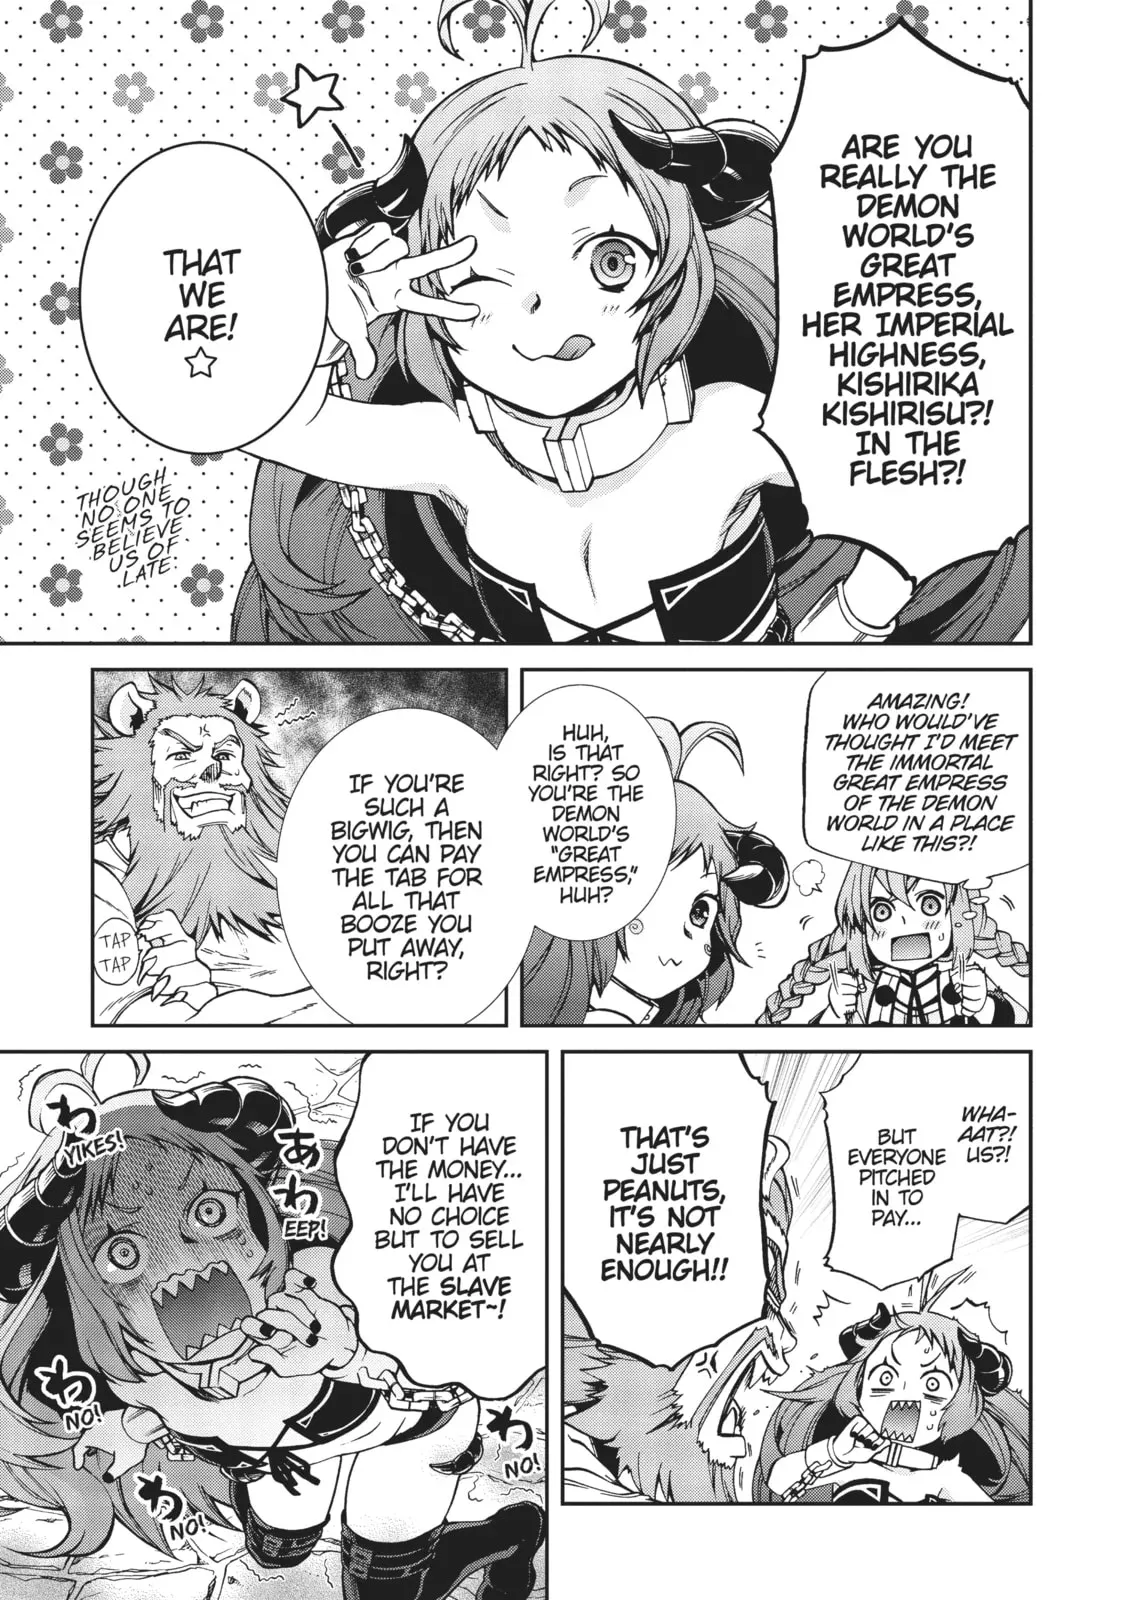 ARE YOU
REALLY THE
DEMON
WORLD'S
GREAT
EMPRESS,
HER IMPERIAL
HIGHNESS,
KISHIRIKA
KISHIRISU?!
IN THE
FLESH?!
THAT
WE
ARE!
☆
THOUGH
NO ONE
SEEMS TO
BELIEVE
US OF
LATE.
AMAZING!
WHO WOULD'VE
THOUGHT I'D MEET
THE IMMORTAL
GREAT EMPRESS
OF THE DEMON
WORLD IN A PLACE
LIKE THIS?!
HUH,
IS THAT
RIGHT? SO
YOU'RE THE
DEMON
WORLD'S
"GREAT
EMPRESS,"
HUH?
IF YOU'RE
SUCH A
BIGWIG, THEN
YOU CAN PAY
THE TAB FOR
ALL THAT
BOOZE YOU
PUT AWAY,
RIGHT?
TAP
TAP
WHA-
AAT?!
US?!
BUT
EVERYONE
PITCHED
IN TO
PAY...
THAT'S
JUST
PEANUTS,
IT'S NOT
NEARLY
ENOUGH!!
IF YOU
DON'T HAVE
THE MONEY...
I'LL HAVE
NO CHOICE
BUT TO SELL
YOU AT
THE SLAVE
MARKET~!
わ
YIKES!
あわ
EEP!
わ
NO!
わ
NO!
わ
NO!